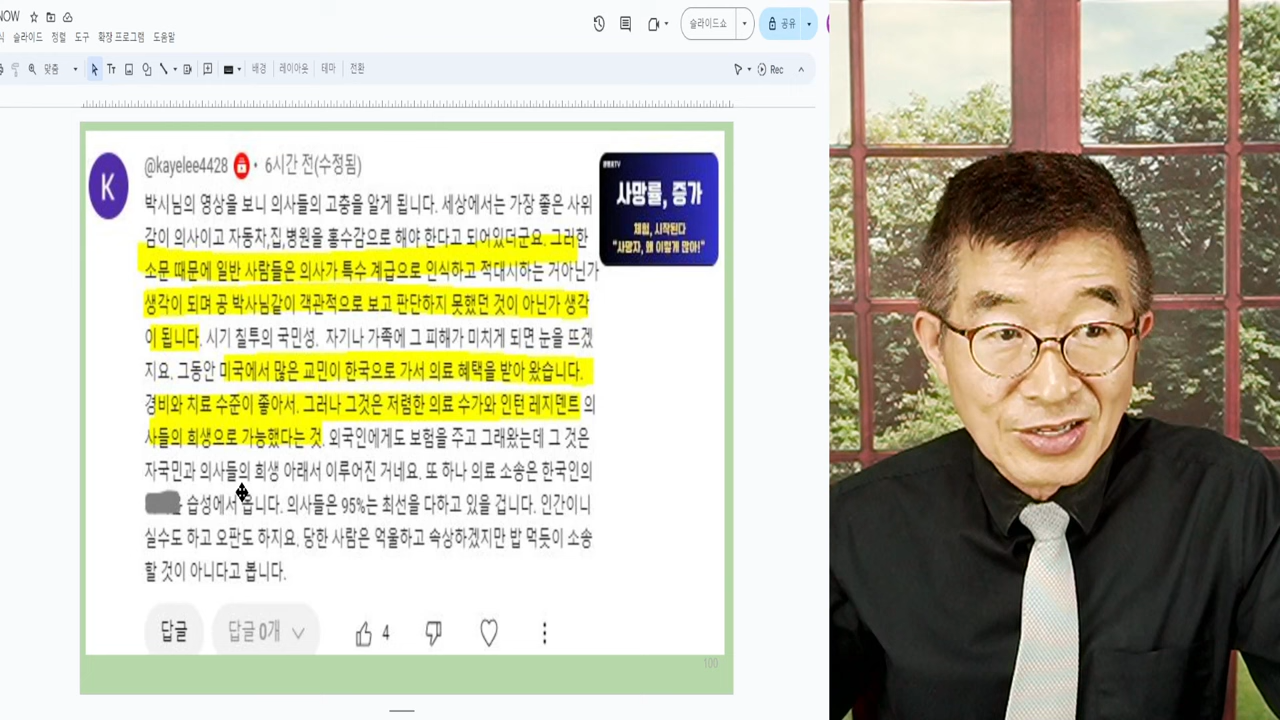 NOW
슬라이드 정렬 도구 확장 프로그램 도움말
슬라이드쇼
공유
맞춤
배경 레이아웃 테마 전환
Rec
K
@kayelee4428 · 6시간 전(수정됨)
박시님의 영상을 보니 의사들의 고충을 알게 됩니다. 세상에서는 가장 좋은 사위
감이 의사이고 자동차,집,병원을 홍수감으로 해야 한다고 되어있더군요. 그러한
소문 때문에 일반 사람들은 의사가 특수 계급으로 인식하고 적대시하는 거아닌가
생각이 되며 공 박사님같이 객관적으로 보고 판단하지 못했던 것이 아닌가 생각
이 됩니다. 시기 칠투의 국민성. 자기나 가족에 그 피해가 미치게 되면 눈을 뜨겠
지요. 그동안 미국에서 많은 교민이 한국으로 가서 의료 혜택을 받아 왔습니다.
경비와 치료 수준이 좋아서. 그러나 그것은 저렴한 의료 수가와 인턴 레지덴트 의
사들의 희생으로 가능했다는 것. 외국인에게도 보험을 주고 그래왔는데 그 것은
자국민과 의사들의 희생 아래서 이루어진 거네요. 또 하나 의료 소송은 한국인의
습성에서 옵니다. 의사들은 95%는 최선을 다하고 있을 겁니다. 인간이니
실수도 하고 오판도 하지요. 당한 사람은 억울하고 속상하겠지만 밥 먹듯이 소송
할 것이 아니다고 봅니다.
사망률, 증가
체험, 시작된다
"사망자, 왜 이렇게 많아!"
답글
답글 0개
4
100